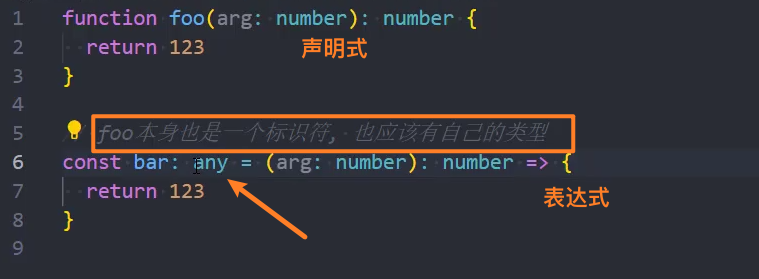 1 function foo(arg: number): number {
2 return 123 声明式
3 }
4
5 foo本身也是一个标识符, 也应该有自己的类型
6 const bar: any = (arg: number): number => {
7 return 123 表达式
8 }
9